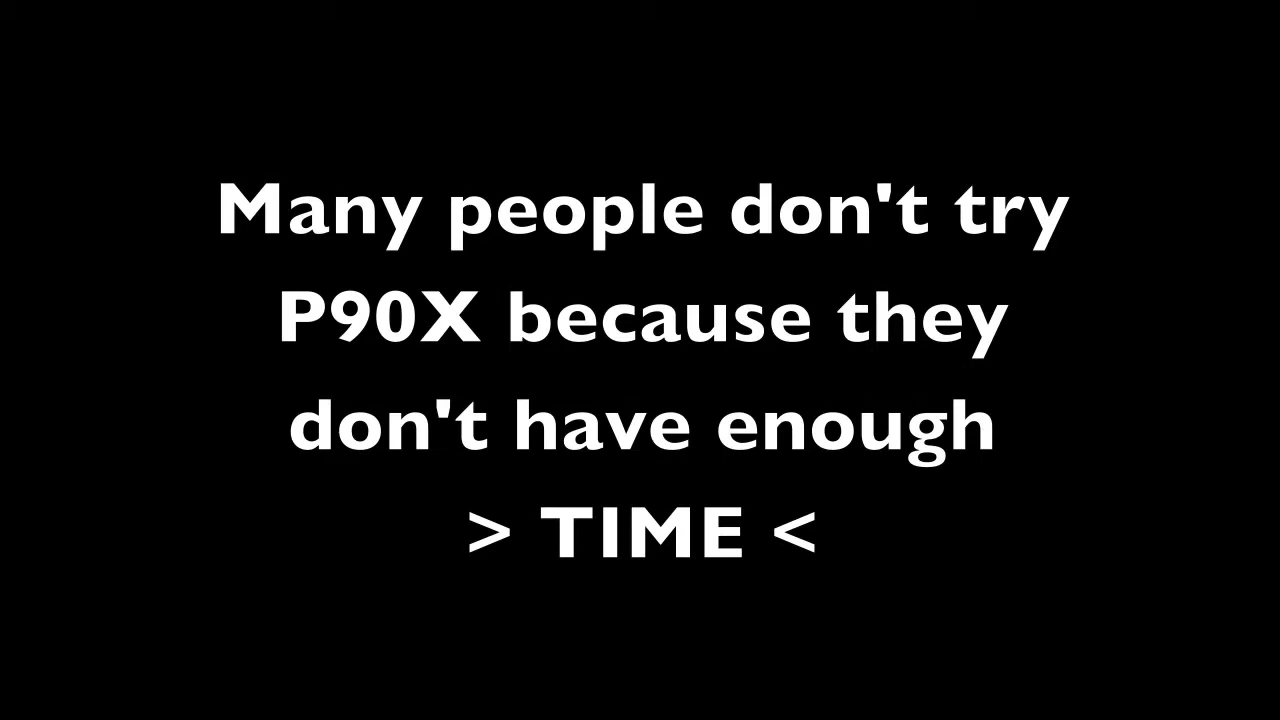 Many people don't try
P90X because they
don't have enough
> TIME <